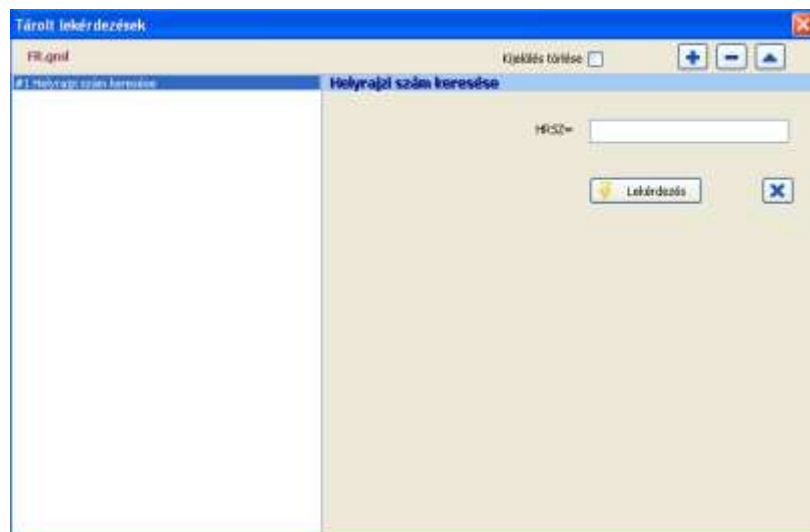 Tárolt lekérdezések
FR.gmd
Kijelölés törlése
#1 Helyrajzi szám keresése
Helyrajzi szám keresése
HRSZ=
Lekérdezés